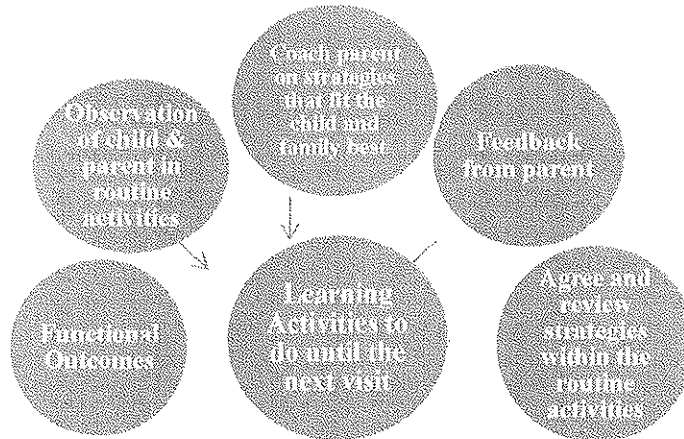 Coach parent
on strategies
that fit the
child and
family best
Observation
of child &
parent in
routine
activities
Feedback
from parent
Functional
Outcomes
Learning
Activities to
do until the
next visit
Agree and
review
strategies
within the
routine
activities